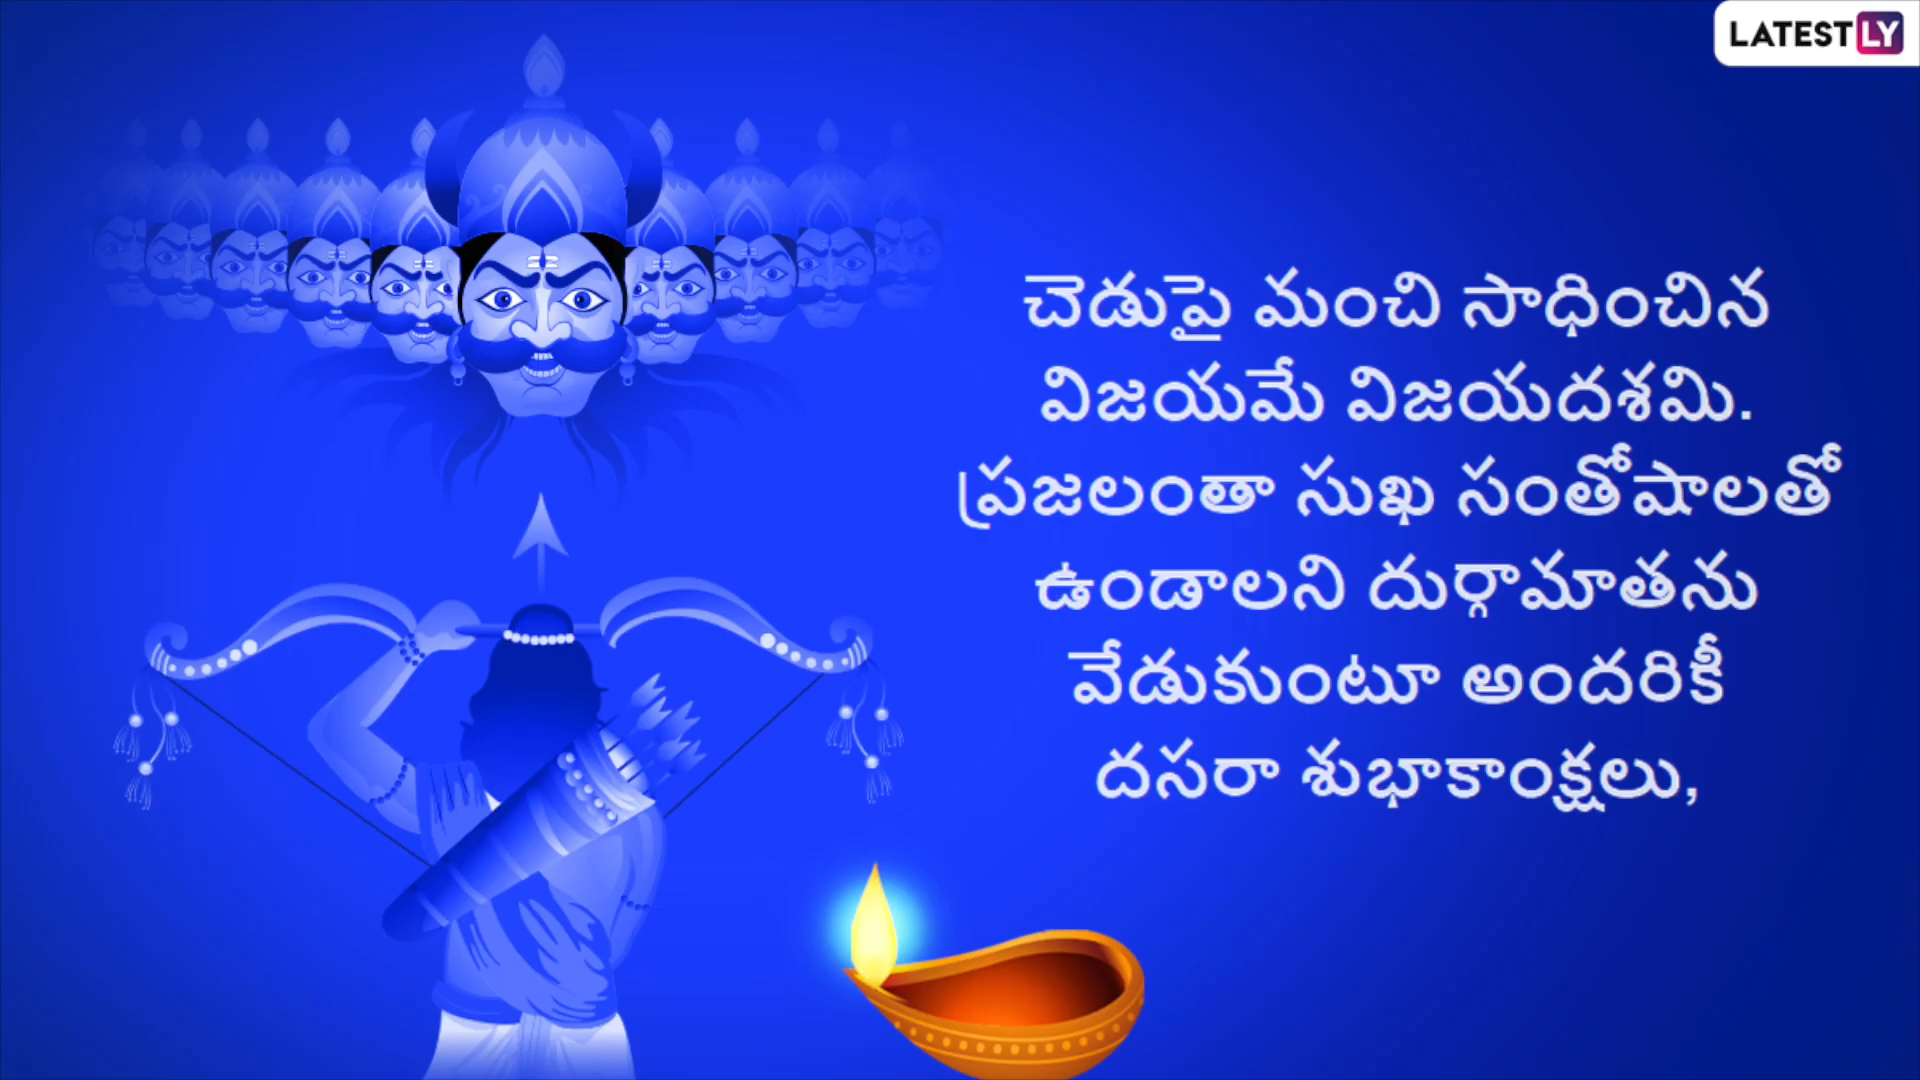 LATESTLY
చెడుపై మంచి సాధించిన
విజయమే విజయదశమి.
ప్రజలంతా సుఖ సంతోషాలతో
ఉండాలని దుర్గామాతను
వేడుకుంటూ అందరికీ
దసరా శుభాకాంక్షలు,